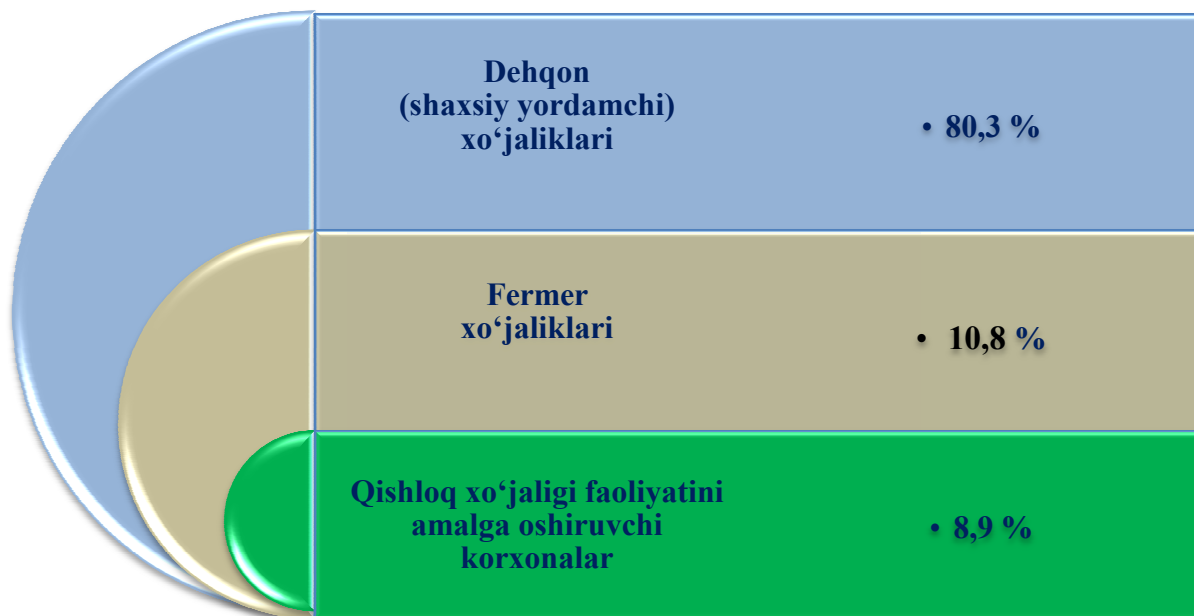 Dehqon
(shaxsiy yordamchi)
xo‘jaliklari
• 80,3 %
Fermer
xo‘jaliklari
• 10,8 %
Qishloq xo‘jaligi faoliyatini
amalga oshiruvchi
korxonalar
• 8,9 %